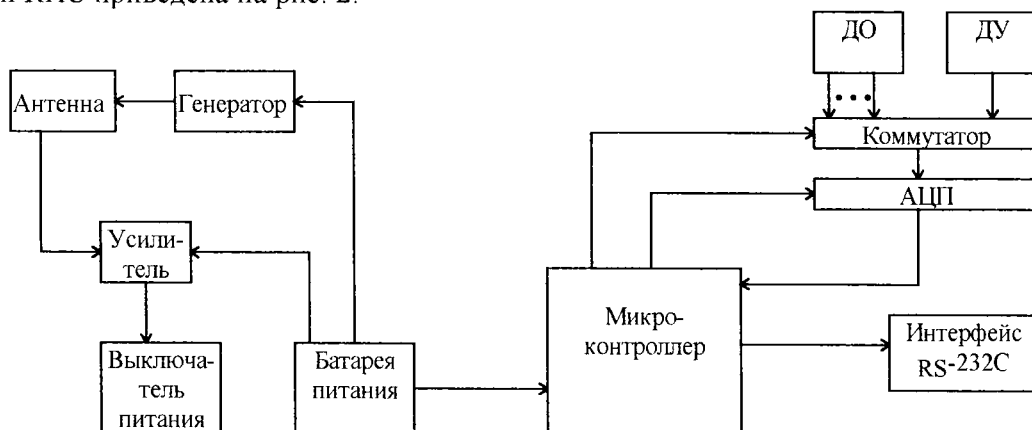 приведена на рис. 2.
ДО
ДУ
Антенна
Генератор
...
Коммутатор
АЦП
Усили-
тель
Микро-
контроллер
Интерфейс
RS-232C
Выключа-
тель
питания
Батарея
питания